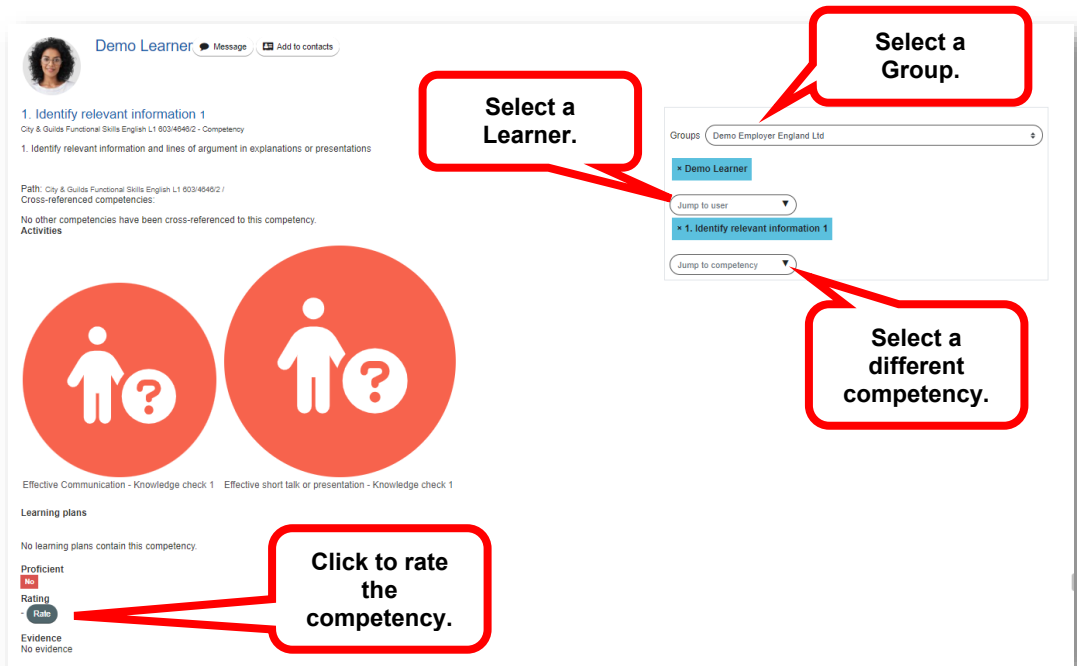 Demo Learner
Message
Add to contacts
1. Identify relevant information 1
City & Guilds Functional Skills English L1 603/4646/2 - Competency
1. Identify relevant information and lines of argument in explanations or presentations
Path: City & Guilds Functional Skills English L1 603/4646/2 /
Cross-referenced competencies:
No other competencies have been cross-referenced to this competency.
Activities
?
?
Effective Communication - Knowledge check 1
Effective short talk or presentation - Knowledge check 1
Learning plans
No learning plans contain this competency.
Proficient
No
Rating
- Rate
Evidence
No evidence
Click to rate
the
competency.
Select a
Learner.
Select a
Group.
Groups Demo Employer England Ltd
× Demo Learner
Jump to user ▼
× 1. Identify relevant information 1
Jump to competency ▼
Select a
different
competency.